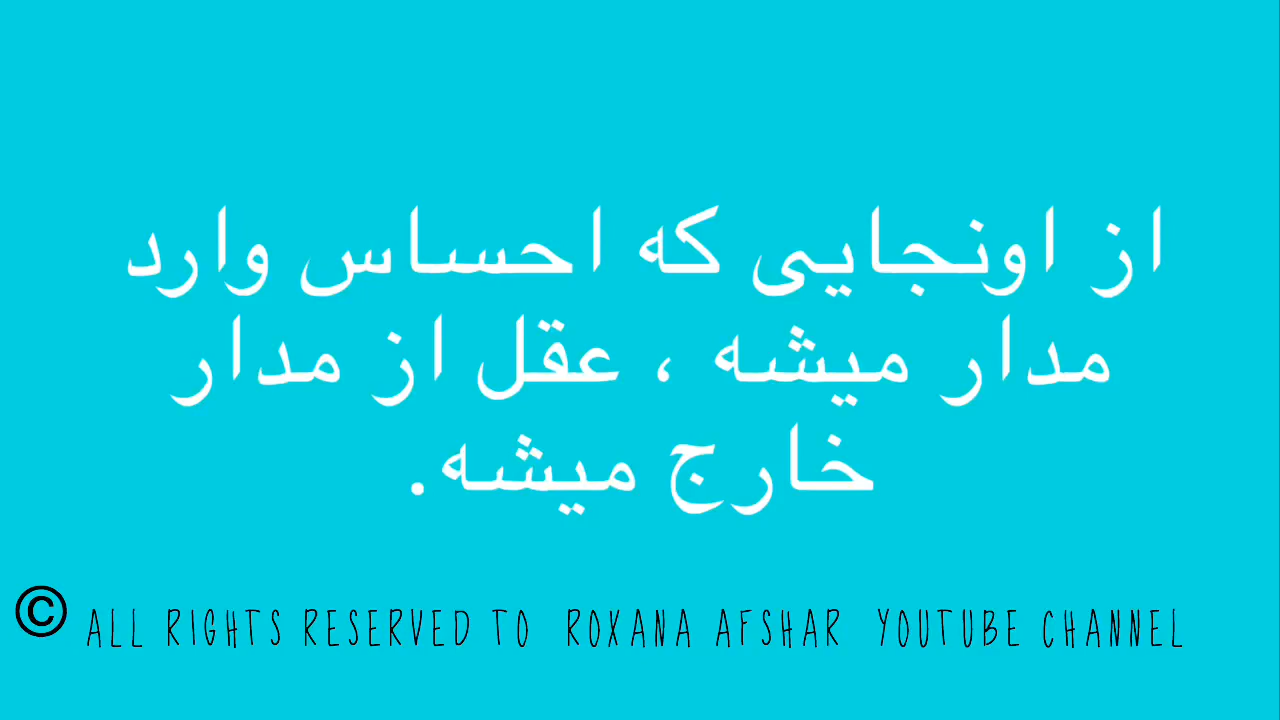 از اونجایی که احساس وارد
مدار میشه ، عقل از مدار
خارج میشه.
© ALL RIGHTS RESERVED TO ROXANA AFSHAR YOUTUBE CHANNEL